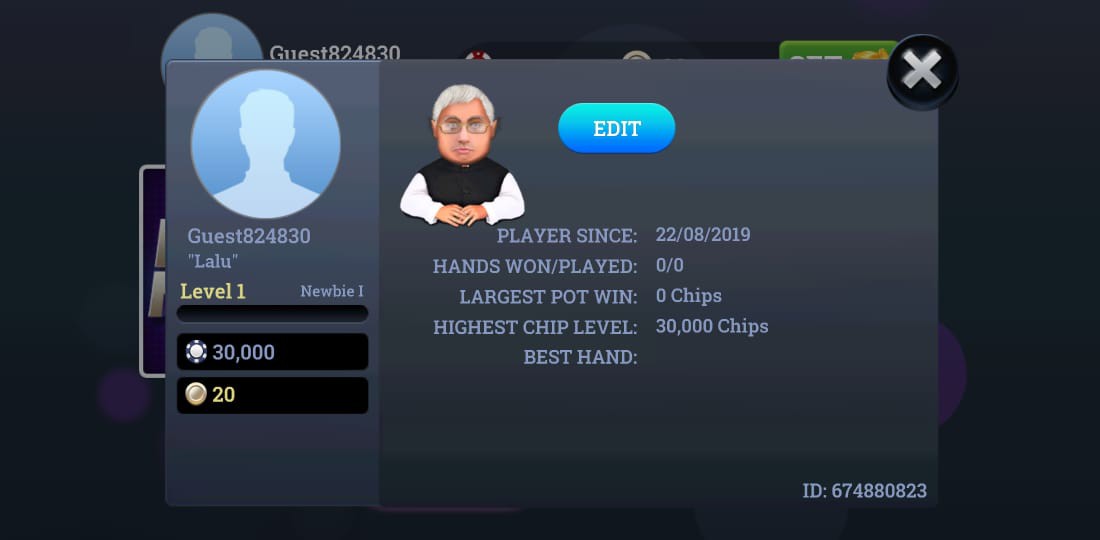 Guest824830
EDIT
Guest824830
"Lalu"
Level 1 Newbie I
30,000
20
PLAYER SINCE: 22/08/2019
HANDS WON/PLAYED: 0/0
LARGEST POT WIN: 0 Chips
HIGHEST CHIP LEVEL: 30,000 Chips
BEST HAND:
ID: 674880823